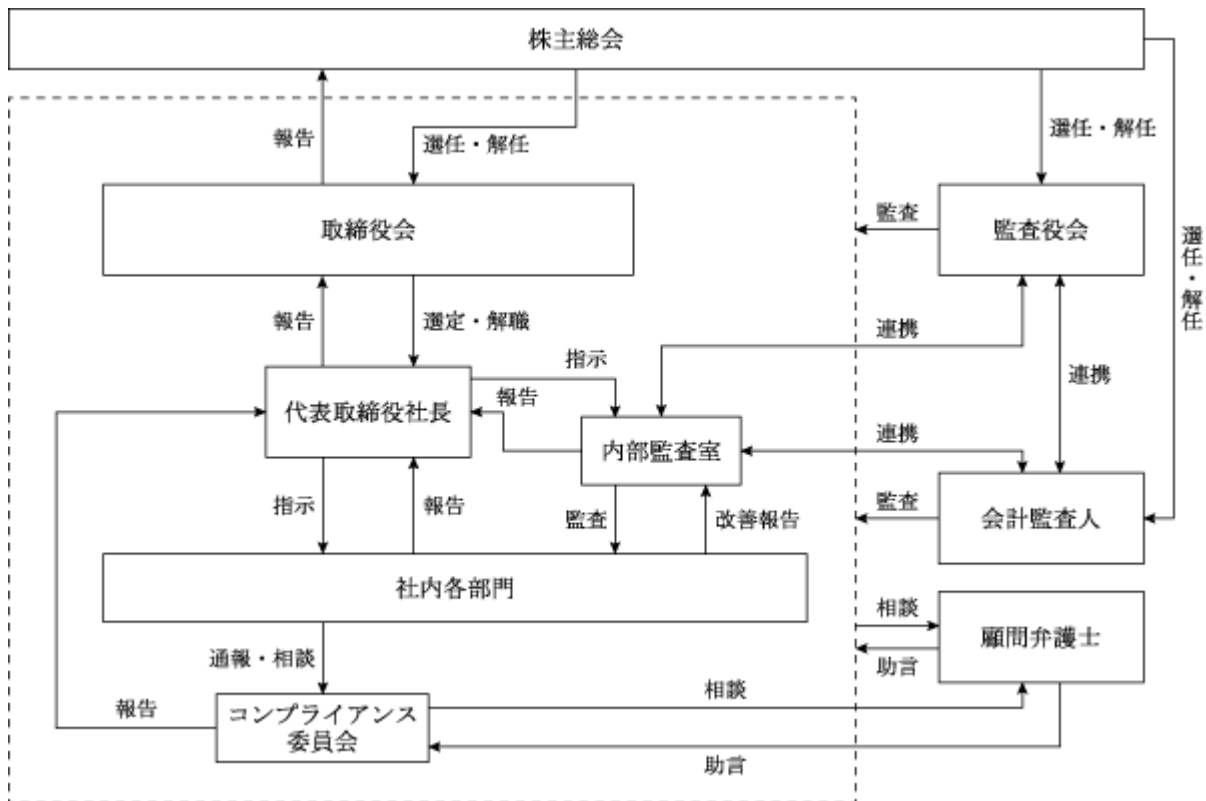 株主総会
報告
選任・解任
選任・解任
取締役会
監査
監査役会
選任・解任
報告
選定・解職
連携
指示
連携
代表取締役社長
報告
内部監査室
連携
指示
報告
監査
改善報告
監査
会計監査人
社内各部門
相談
顧問弁護士
助言
通報・相談
報告
コンプライアンス
委員会
相談
助言